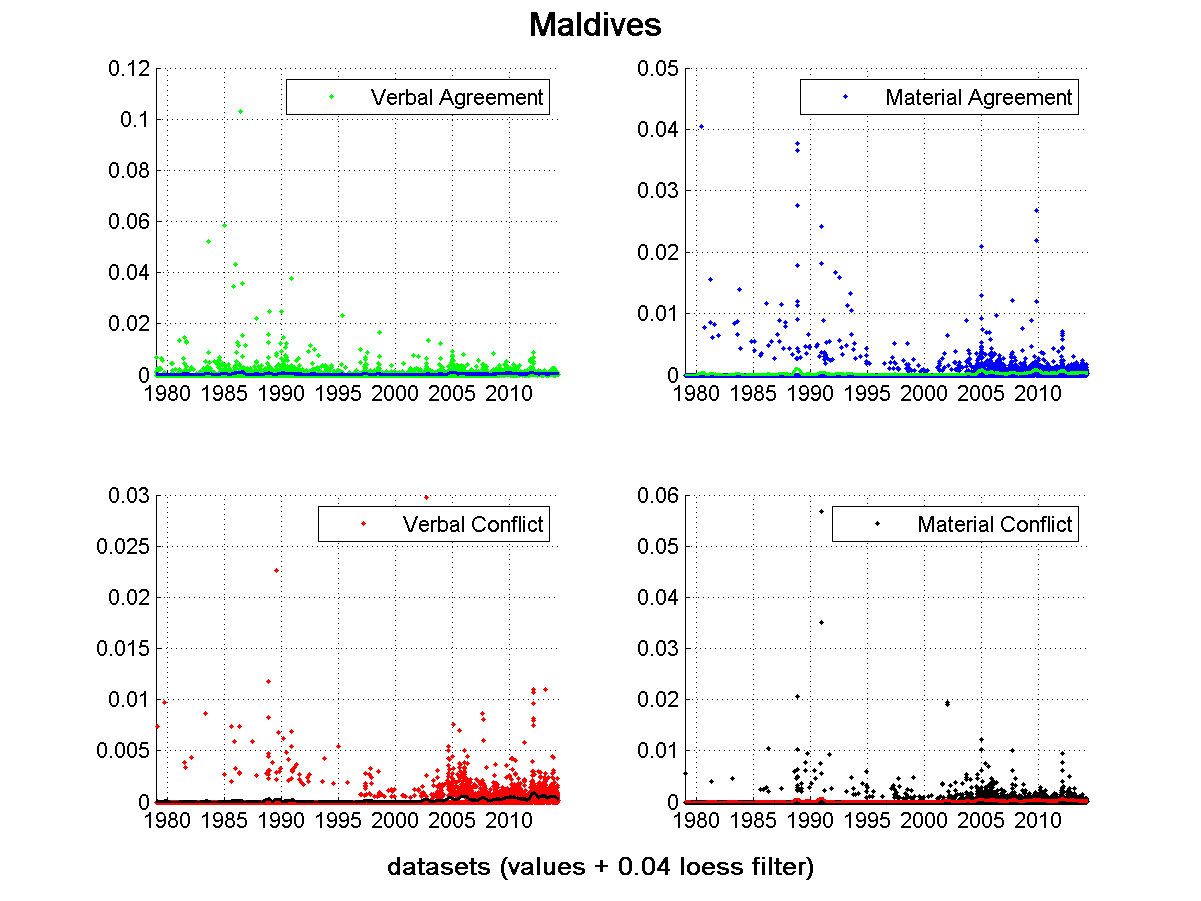 Maldives
0.12
0.1
0.08
0.06
0.04
0.02
0
1980 1985 1990 1995 2000 2005 2010
Verbal Agreement
0.05
0.04
0.03
0.02
0.01
0
1980 1985 1990 1995 2000 2005 2010
Material Agreement
0.03
0.025
0.02
0.015
0.01
0.005
0
1980 1985 1990 1995 2000 2005 2010
Verbal Conflict
0.06
0.05
0.04
0.03
0.02
0.01
0
1980 1985 1990 1995 2000 2005 2010
Material Conflict
datasets (values + 0.04 loess filter)